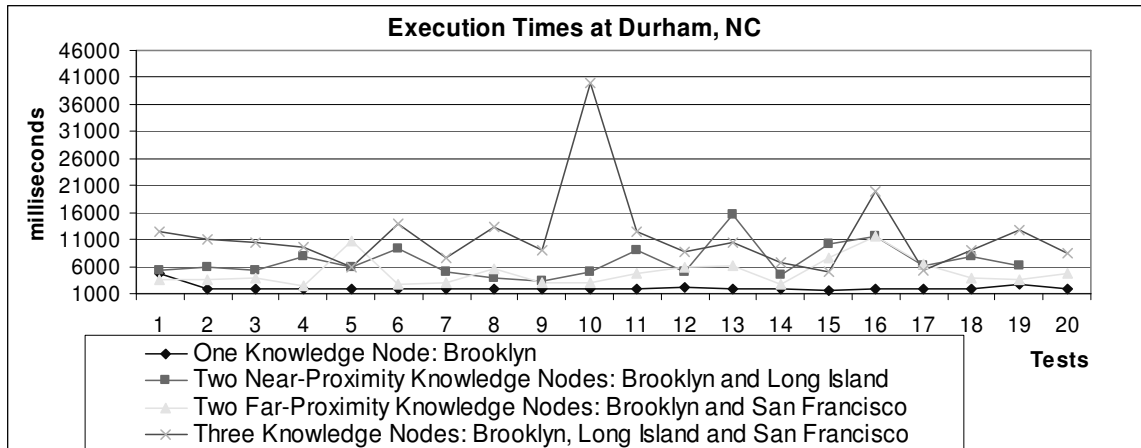 Execution Times at Durham, NC
milliseconds
46000
41000
36000
31000
26000
21000
16000
11000
6000
1000
1 2 3 4 5 6 7 8 9 10 11 12 13 14 15 16 17 18 19 20
Tests
One Knowledge Node: Brooklyn
Two Near-Proximity Knowledge Nodes: Brooklyn and Long Island
Two Far-Proximity Knowledge Nodes: Brooklyn and San Francisco
Three Knowledge Nodes: Brooklyn, Long Island and San Francisco